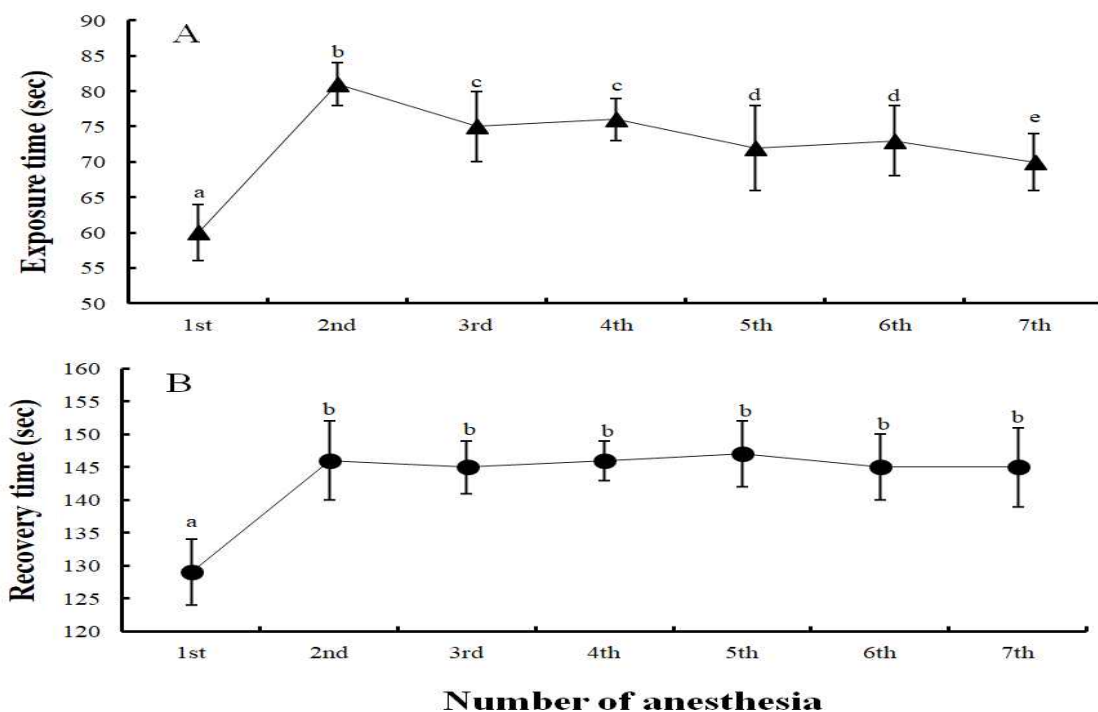 A
Exposure time (sec)
90
85
80
75
70
65
60
55
50
a
b
c
c
d
d
e
1st 2nd 3rd 4th 5th 6th 7th
B
Recovery time (sec)
160
155
150
145
140
135
130
125
120
a
b
b
b
b
b
b
1st 2nd 3rd 4th 5th 6th 7th
Number of anesthesia